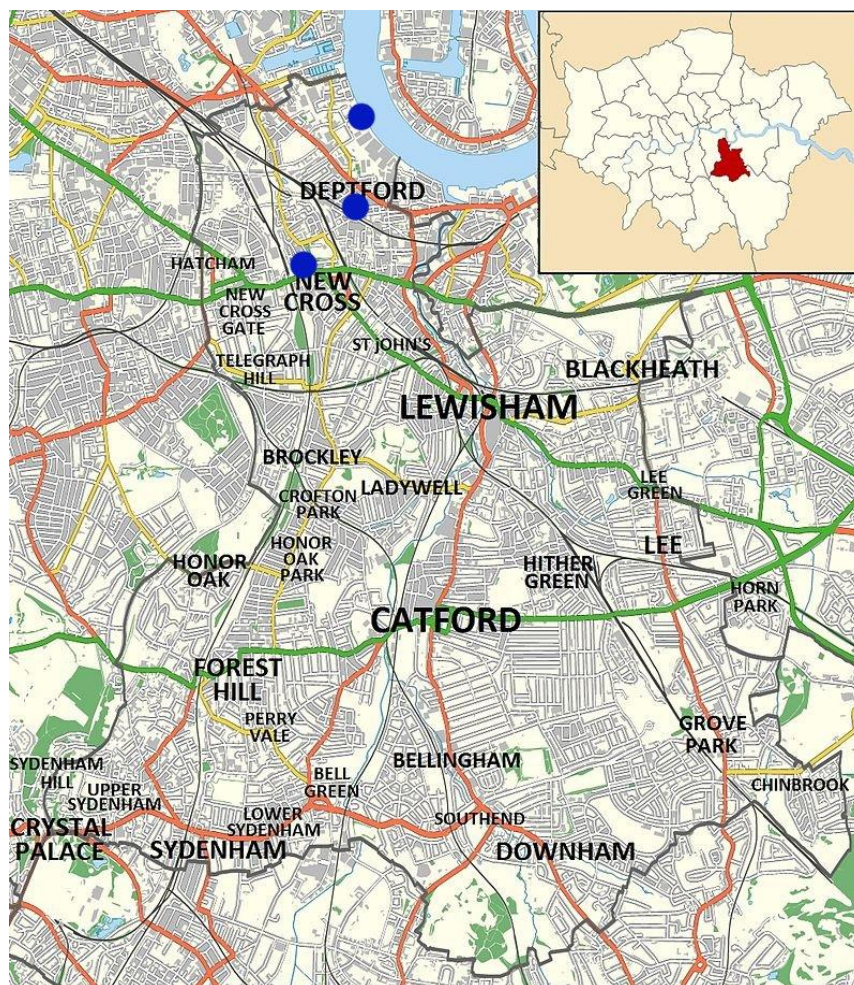 DEPTFORD
HATCHAM
NEW
CROSS
NEW
CROSS
GATE
ST JOHN'S
TELEGRAPH
HILL
BLACKHEATH
LEWISHAM
BROCKLEY
LADYWELL
CROFTON
PARK
LEE
GREEN
HONOR
OAK
HONOR
OAK
PARK
HITHER
GREEN
LEE
HORN
PARK
CATFORD
FOREST
HILL
PERRY
VALE
GROVE
PARK
SYDENHAM
HILL
UPPER
SYDENHAM
BELL
GREEN
BELLINGHAM
CHINBROOK
LOWER
SYDENHAM
SOUTHEND
CRYSTAL
PALACE
SYDENHAM
DOWNHAM